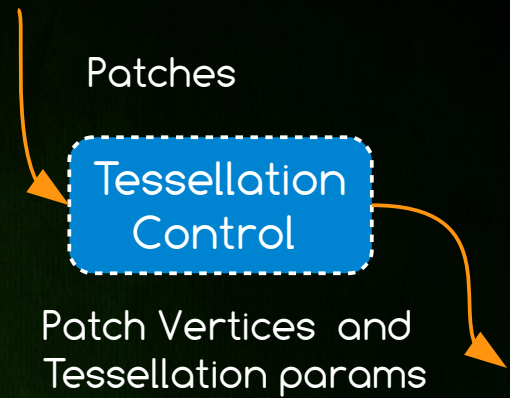 Patches
Tessellation
Control
Patch Vertices and
Tessellation params